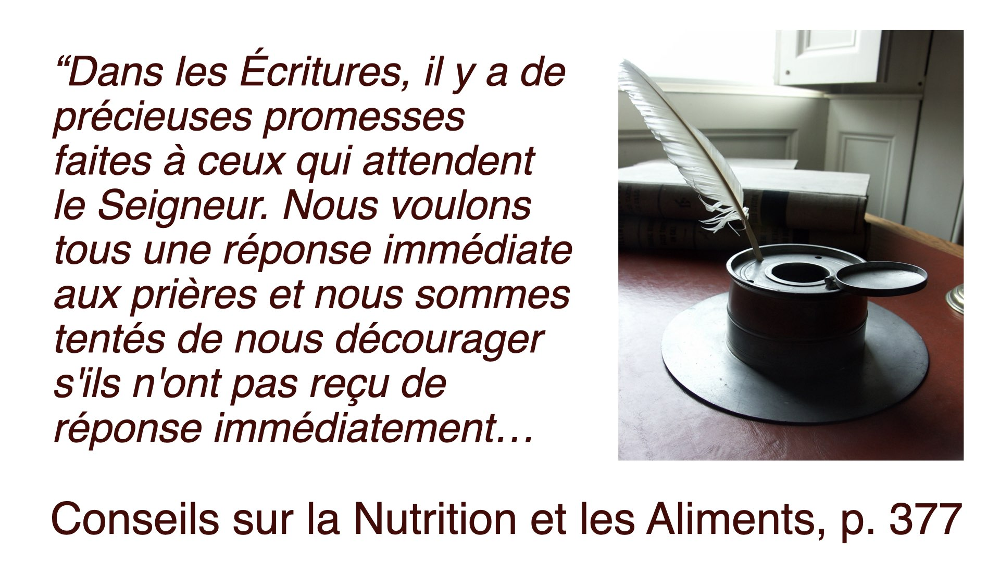 “Dans les Écritures, il y a de
précieuses promesses
faites à ceux qui attendent
le Seigneur. Nous voulons
tous une réponse immédiate
aux prières et nous sommes
tentés de nous décourager
s'ils n'ont pas reçu de
réponse immédiatement…
Conseils sur la Nutrition et les Aliments, p. 377